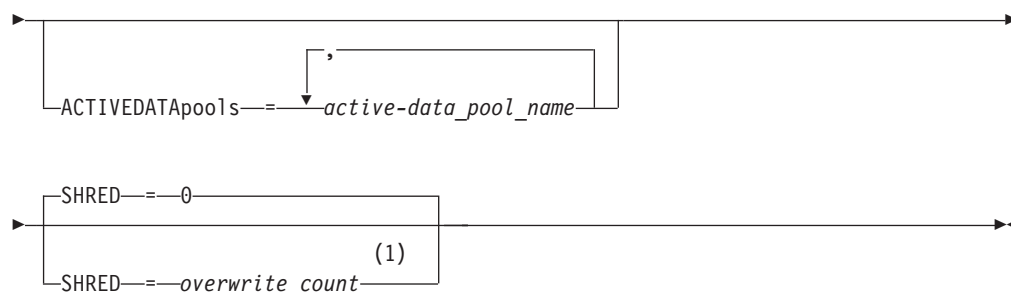 ,
ACTIVEDATApools = active-data_pool_name
SHRED = 0
(1)
SHRED = overwrite count